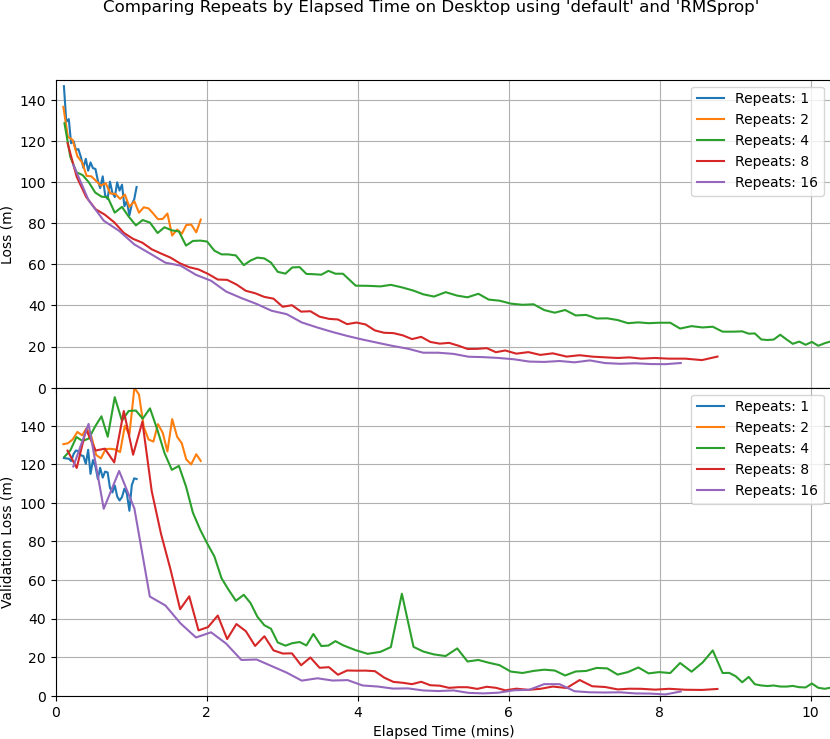 Comparing Repeats by Elapsed Time on Desktop using 'default' and 'RMSprop'
Loss (m)
140
120
100
80
60
40
20
0
Repeats: 1
Repeats: 2
Repeats: 4
Repeats: 8
Repeats: 16
Validation Loss (m)
140
120
100
80
60
40
20
0
Repeats: 1
Repeats: 2
Repeats: 4
Repeats: 8
Repeats: 16
0 2 4 6 8 10
Elapsed Time (mins)